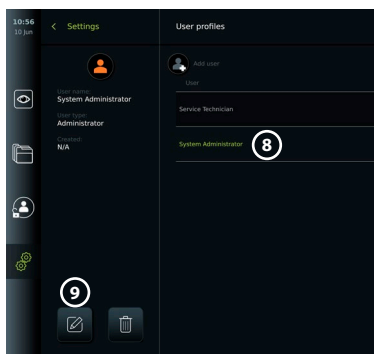 10:56
10 Jun
Settings
User profiles
Add user
User
User name:
System Administrator
User type:
Administrator
Created:
N/A
Service Technician
System Administrator
8
9